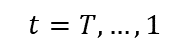 t = T, … , 1